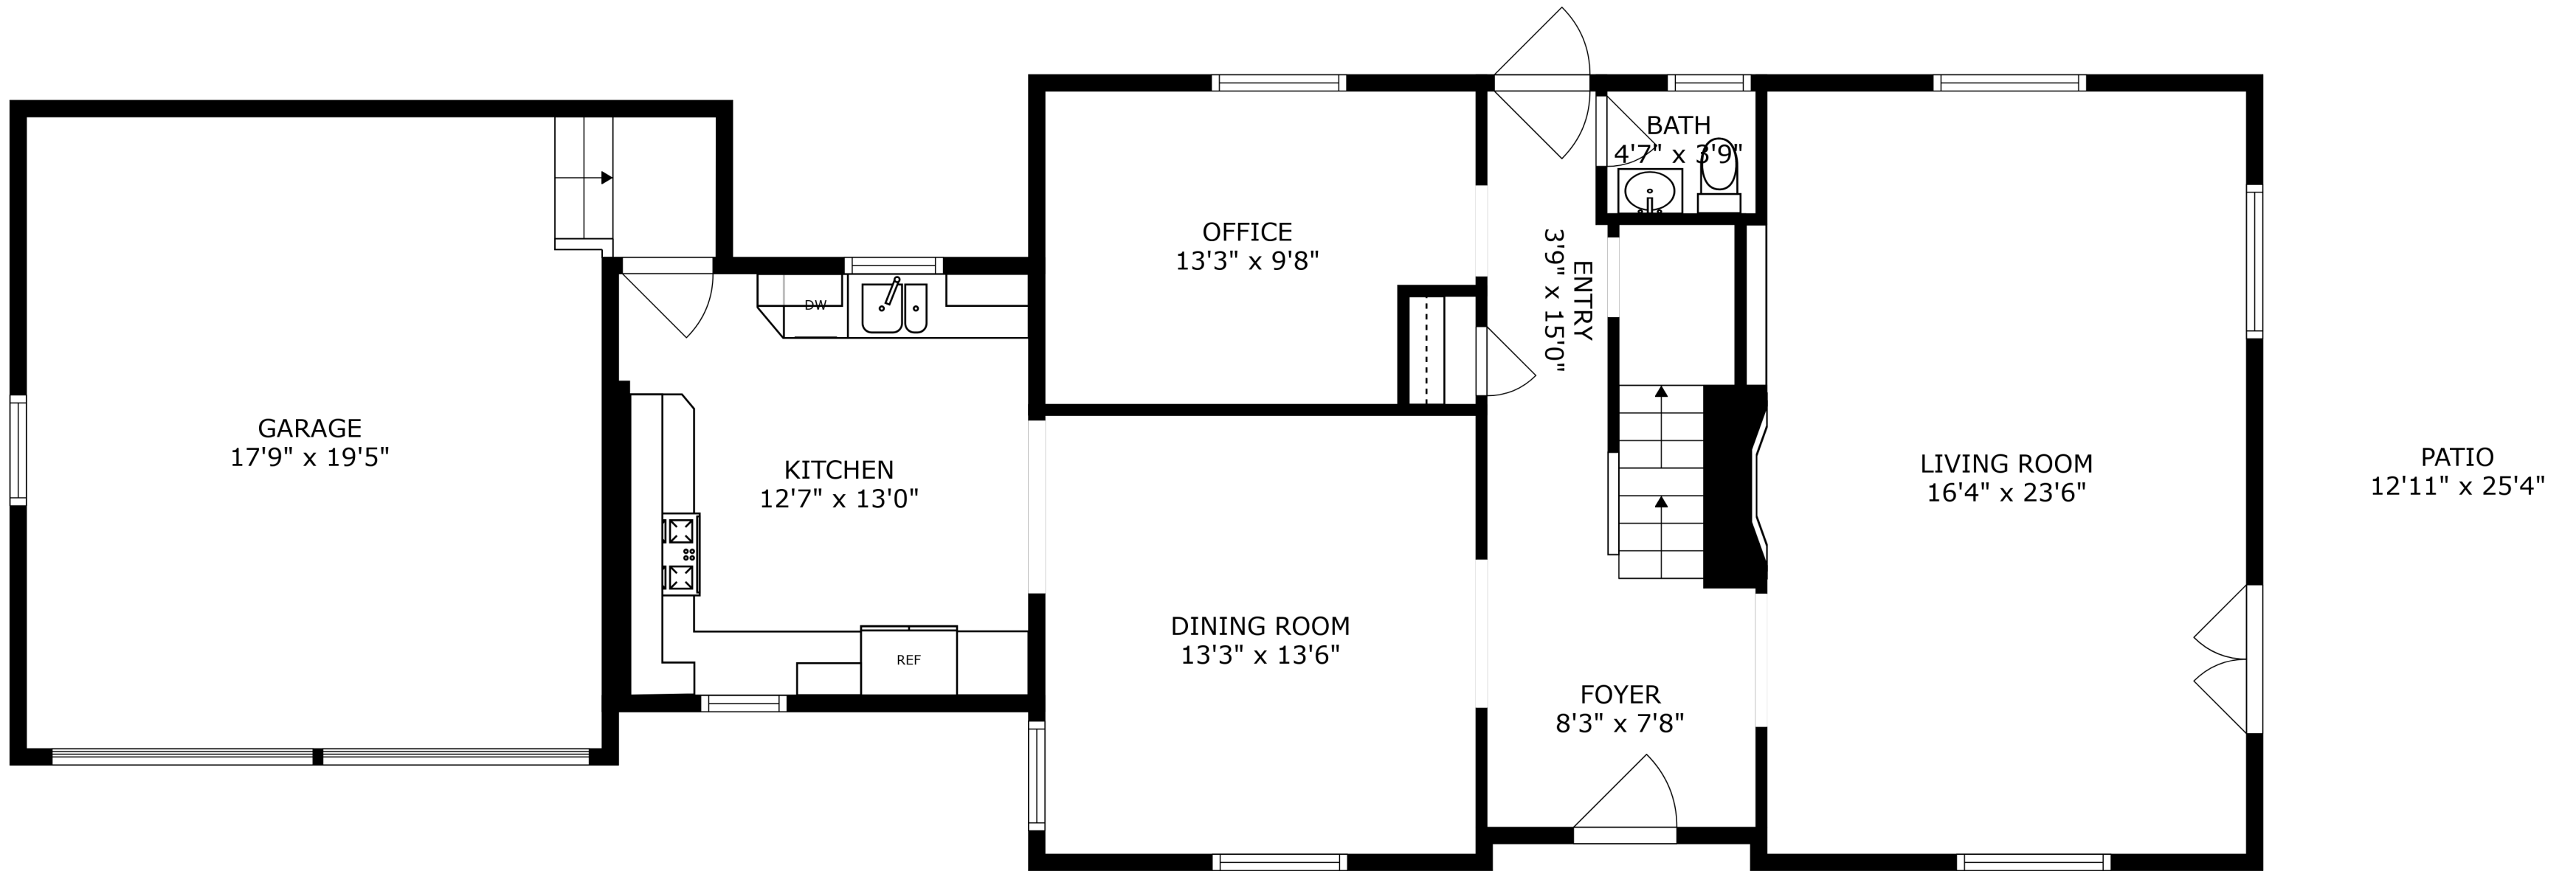 GARAGE
17'9" x 19'5"
KITCHEN
12'7" x 13'0"
DW
REF
OFFICE
13'3" x 9'8"
DINING ROOM
13'3" x 13'6"
ENTRY
3'9" x 15'0"
BATH
4'7" x 3'9"
FOYER
8'3" x 7'8"
LIVING ROOM
16'4" x 23'6"
PATIO
12'11" x 25'4"